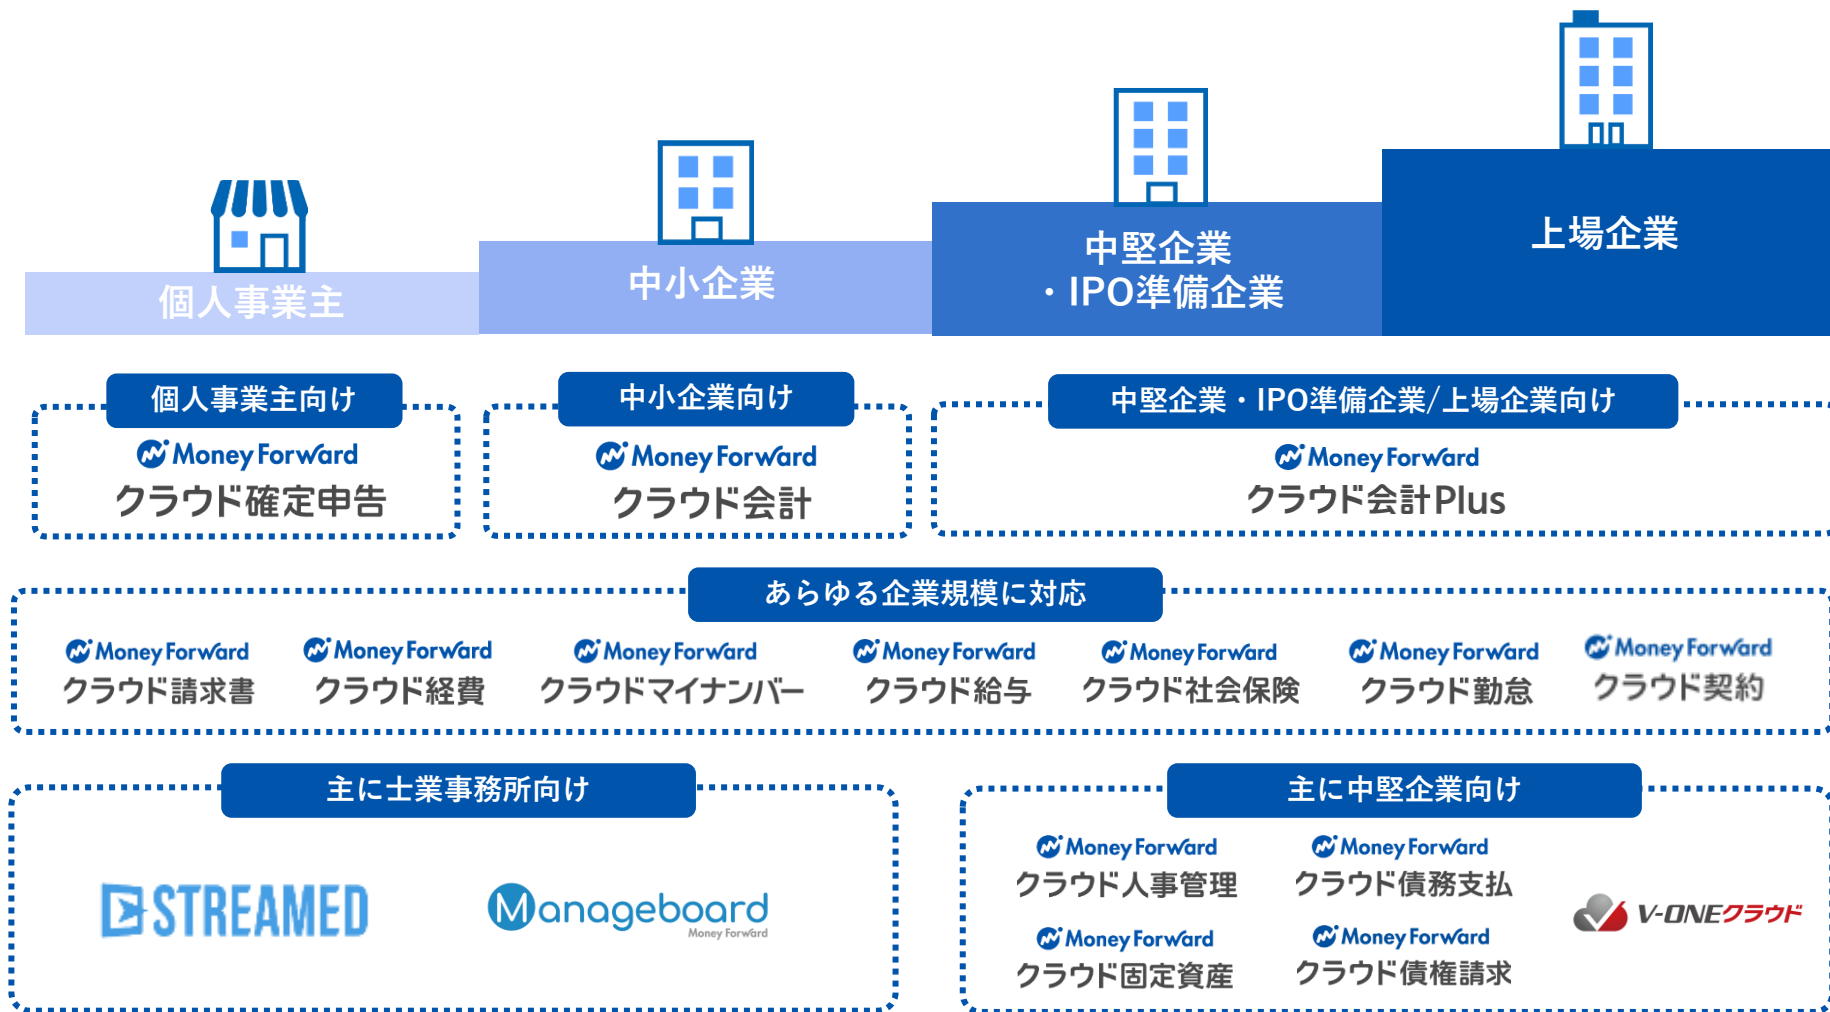 個人事業主
中小企業
中堅企業
・IPO準備企業
上場企業
個人事業主向け
Money Forward
クラウド確定申告
中小企業向け
Money Forward
クラウド会計
中堅企業・IPO準備企業/上場企業向け
Money Forward
クラウド会計Plus
あらゆる企業規模に対応
Money Forward
クラウド請求書
Money Forward
クラウド経費
Money Forward
クラウドマイナンバー
Money Forward
クラウド給与
Money Forward
クラウド社会保険
Money Forward
クラウド勤怠
Money Forward
クラウド契約
主に士業事務所向け
STREAMED
Manageboard
Money Forward
主に中堅企業向け
Money Forward
クラウド人事管理
Money Forward
クラウド債務支払
Money Forward
クラウド固定資産
Money Forward
クラウド債権請求
V-ONEクラウド